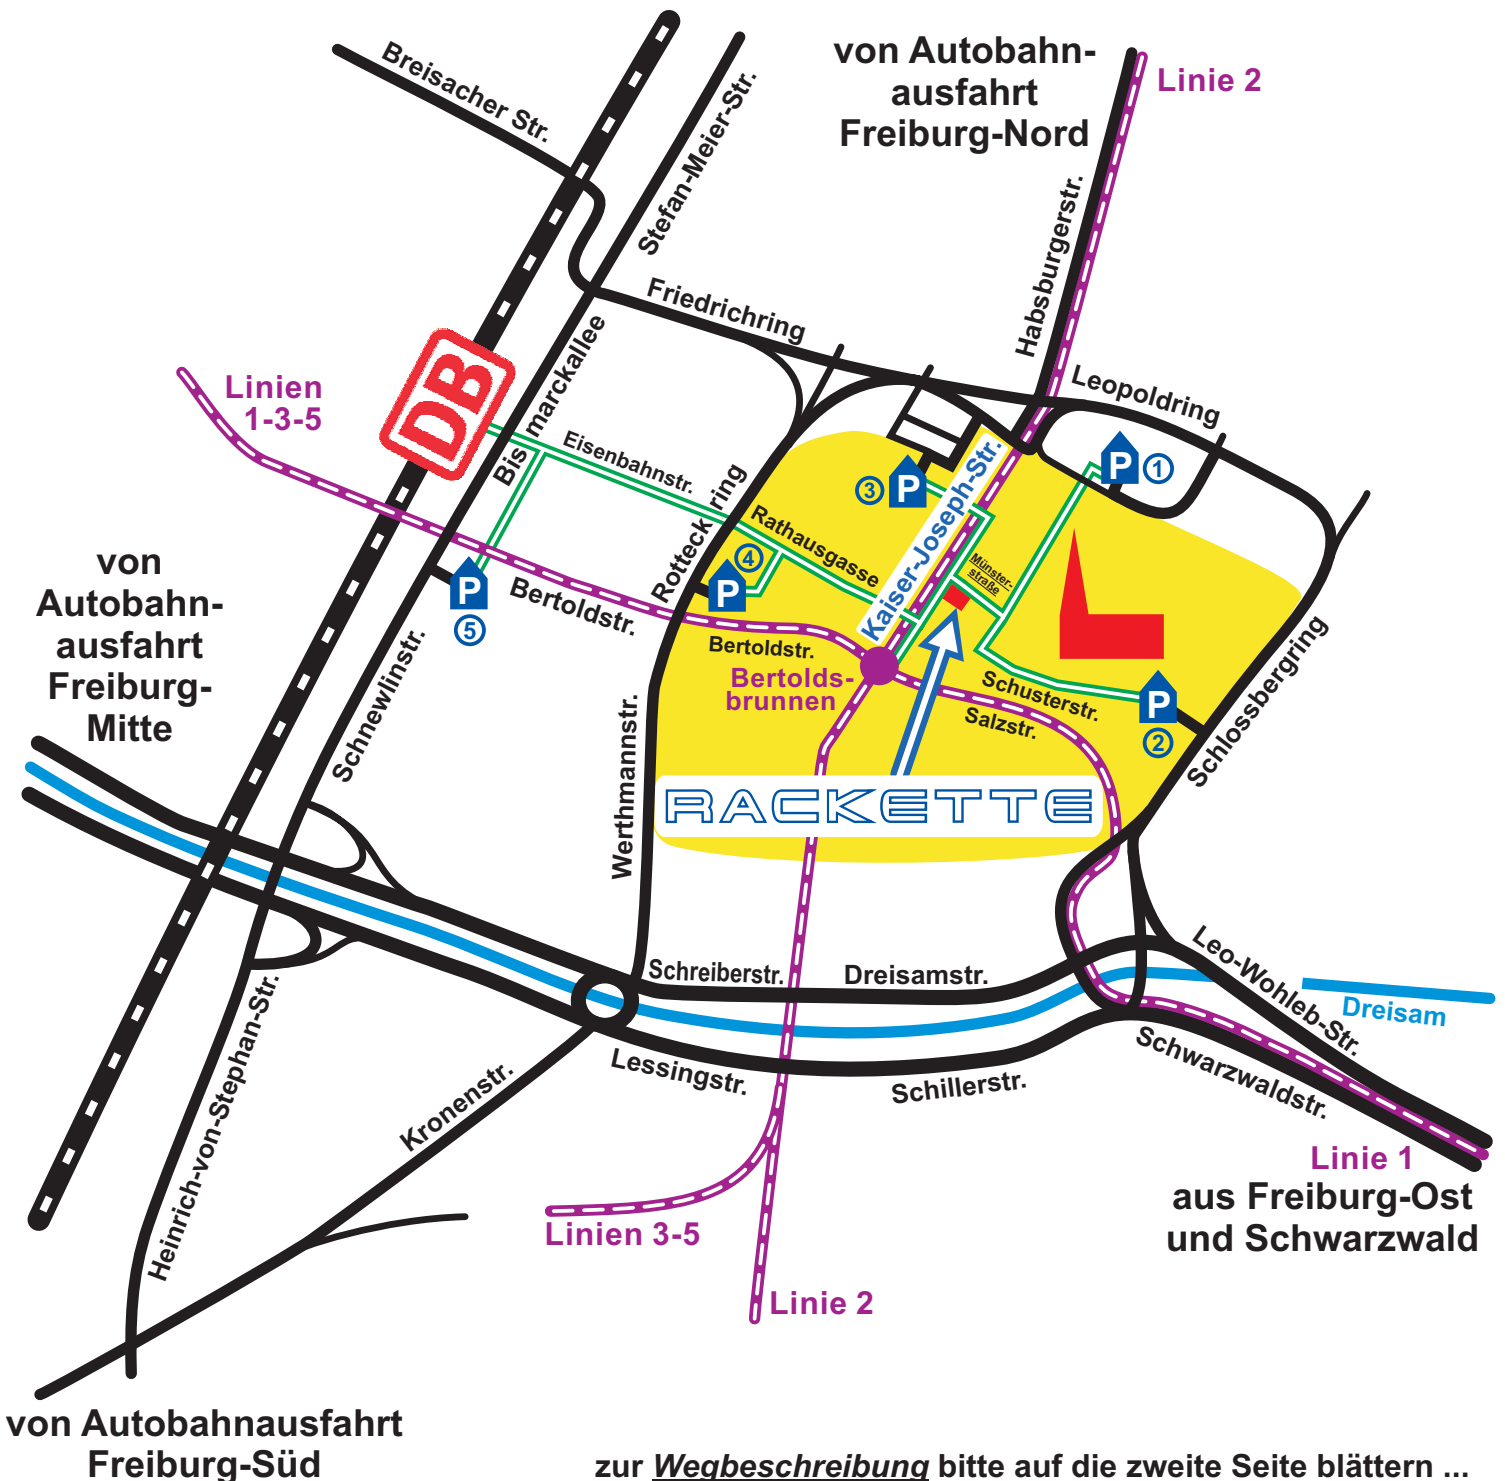 von Autobahn-
ausfahrt
Freiburg-Nord
Linie 2
Breisacher Str.
Stefan-Meier-Str.
Habsburgerstr.
Friedrichring
Leopoldring
DB
Bismarckallee
Linien
1-3-5
Eisenbahnstr.
Rotteckring
Rathausgasse
Kaiser-Joseph-Str.
Münster-
straße
P 1
P 3
4
P
P
5
von
Autobahn-
ausfahrt
Freiburg-
Mitte
Bertoldstr.
Bertoldstr.
Bertolds-
brunnen
Schusterstr.
Salzstr.
P
2
Schlossbergring
Schnewlinstr.
Werthmannstr.
RACKETTE
Schreiberstr.
Dreisamstr.
Leo-Wohleb-Str.
Dreisam
Heinrich-von-Stephan-Str.
Kronenstr.
Lessingstr.
Schillerstr.
Schwarzwaldstr.
Linie 1
aus Freiburg-Ost
und Schwarzwald
Linien 3-5
Linie 2
von Autobahnausfahrt
Freiburg-Süd
zur Wegbeschreibung bitte auf die zweite Seite blättern ...